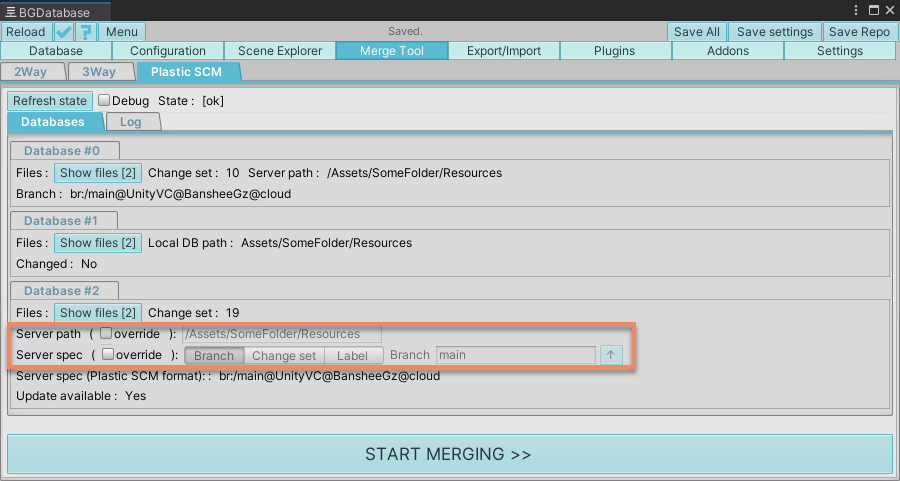 BGDatabase
Reload ? Menu Saved. Save All Save settings Save Repo
Database Configuration Scene Explorer Merge Tool Export/Import Plugins Addons Settings
2Way 3Way Plastic SCM
Refresh state Debug State : [ok]
Databases Log
Database #0
Files : Show files [2] Change set : 10 Server path : /Assets/SomeFolder/Resources
Branch : br:/main@UnityVC@BansheeGz@cloud
Database #1
Files : Show files [2] Local DB path : Assets/SomeFolder/Resources
Changed : No
Database #2
Files : Show files [2] Change set : 19
Server path ( override ): /Assets/SomeFolder/Resources
Server spec ( override ): Branch Change set Label Branch main ↑
Server spec (Plastic SCM format): : br:/main@UnityVC@BansheeGz@cloud
Update available : Yes
START MERGING >>